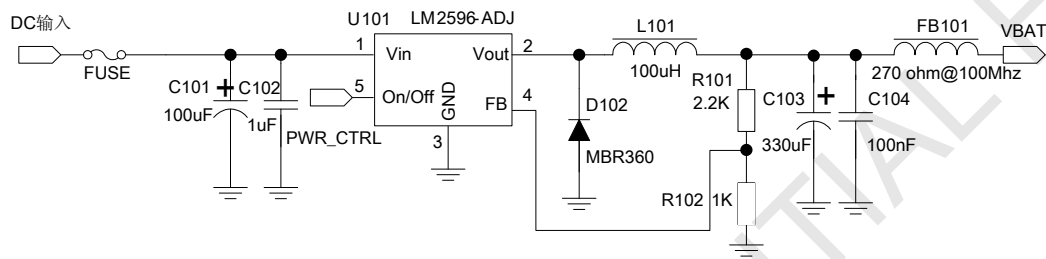 DC输入
FUSE
C101
100uF
C102
1uF
PWR_CTRL
U101
LM2596-ADJ
1
Vin
Vout
2
5
On/Off
GND
FB
4
3
D102
MBR360
L101
100uH
R101
2.2K
R102
1K
C103
330uF
C104
100nF
FB101
270 ohm@100Mhz
VBAT